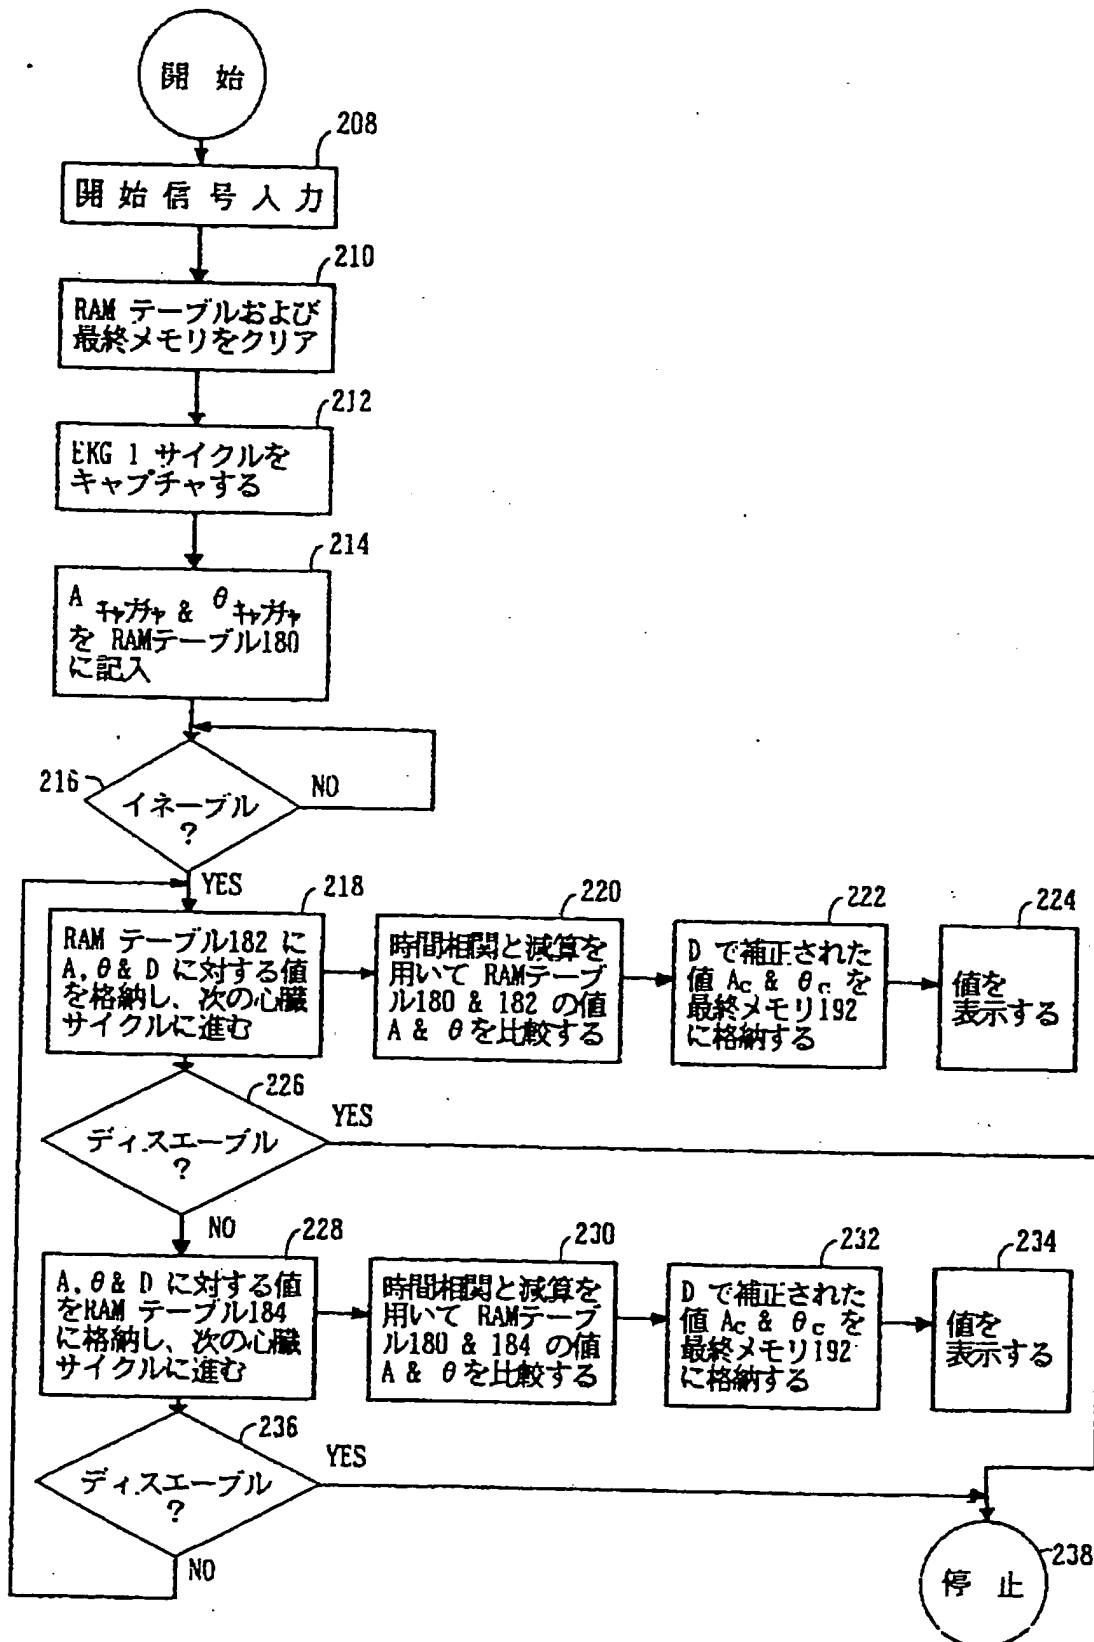 開 始
208
開 始 信 号 入 力
210
RAM テーブルおよび
最終メモリをクリア
212
EKG 1 サイクルを
キャプチャする
214
A キャプチャ & θ キャプチャ
を RAMテーブル180
に記入
216
イネーブル
?
NO
YES
218
RAM テーブル182 に
A, θ & D に対する値
を格納し、次の心臓
サイクルに進む
220
時間相関と減算を
用いて RAMテーブ
ル180 & 182 の値
A & θ を比較する
222
D で補正された
値 Ac & θc を
最終メモリ192
に格納する
224
値を
表示する
226
ディスエーブル
?
YES
NO
228
A, θ & D に対する値
をRAM テーブル184
に格納し、次の心臓
サイクルに進む
230
時間相関と減算を
用いて RAMテーブ
ル180 & 184 の値
A & θ を比較する
232
D で補正された
値 Ac & θc を
最終メモリ192
に格納する
234
値を
表示する
236
ディスエーブル
?
YES
NO
238
停 止